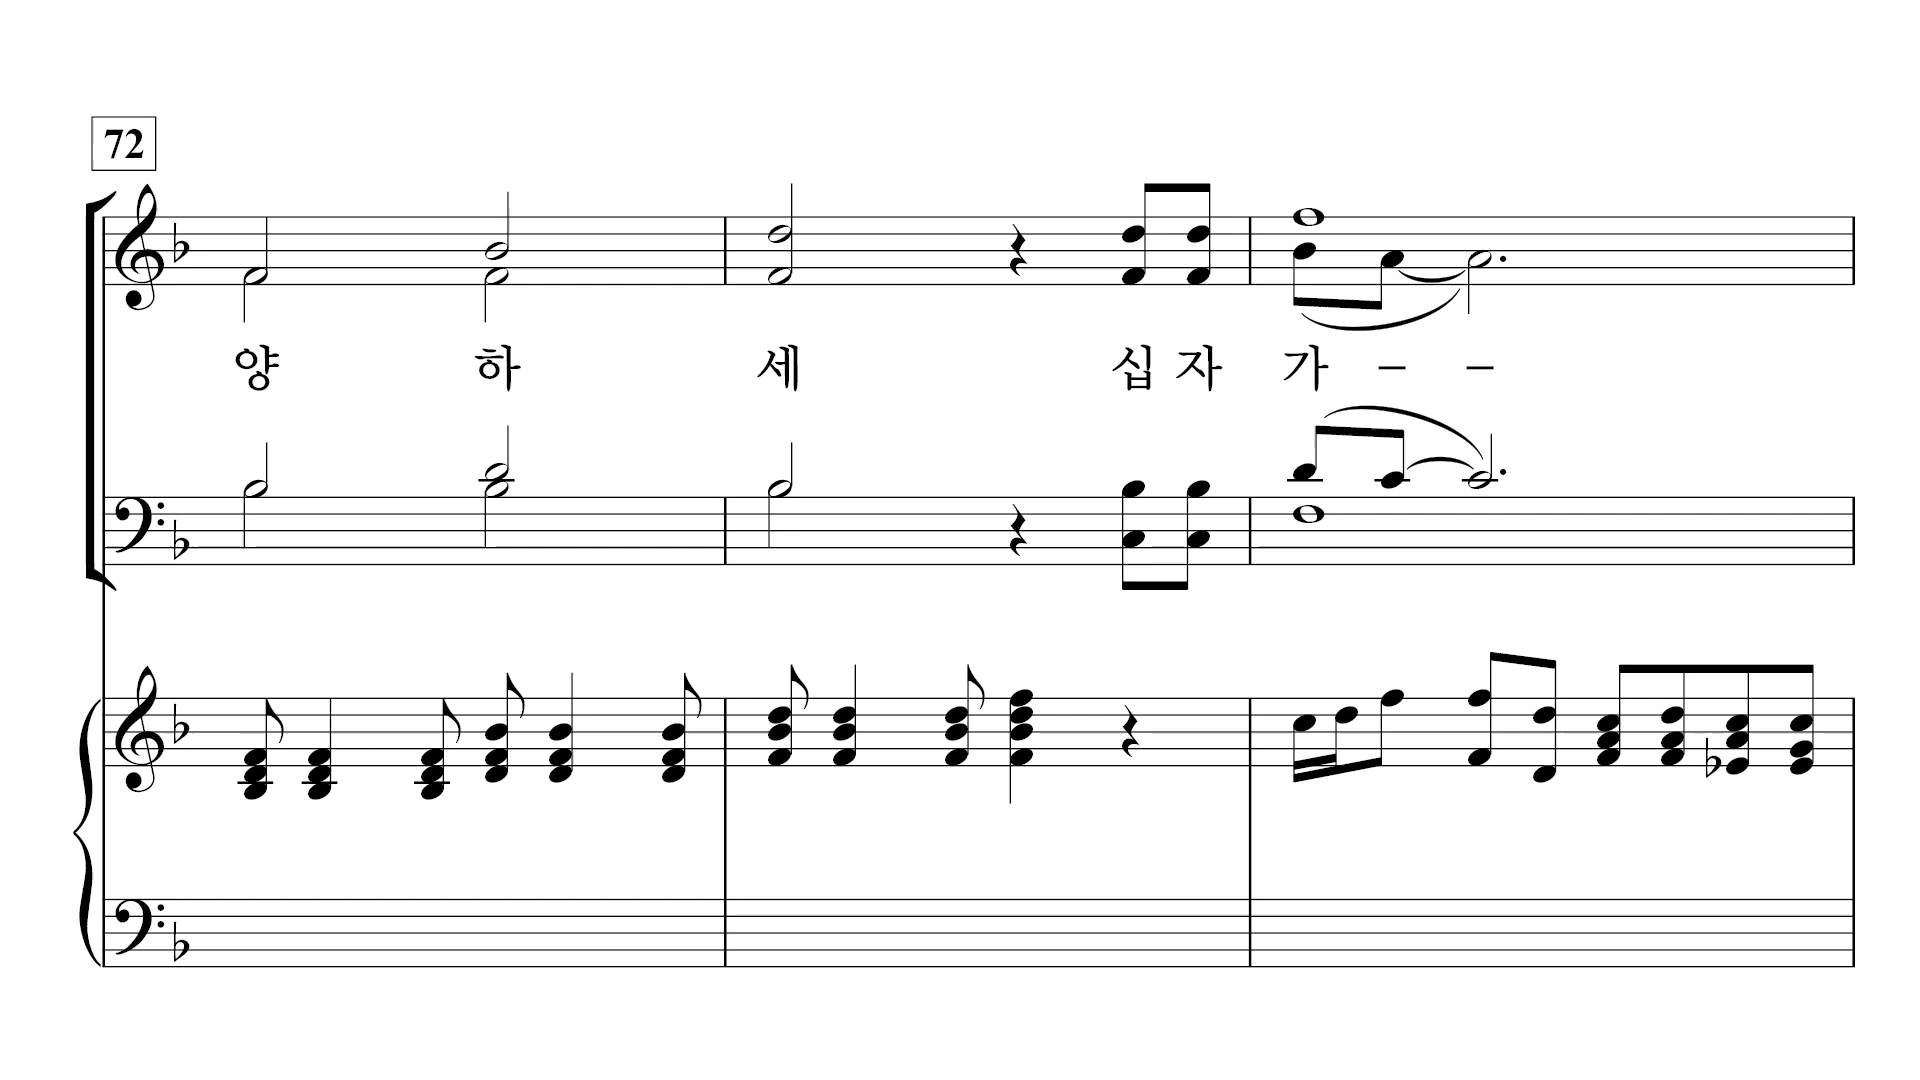 72
양 하 세 십 자 가 - -